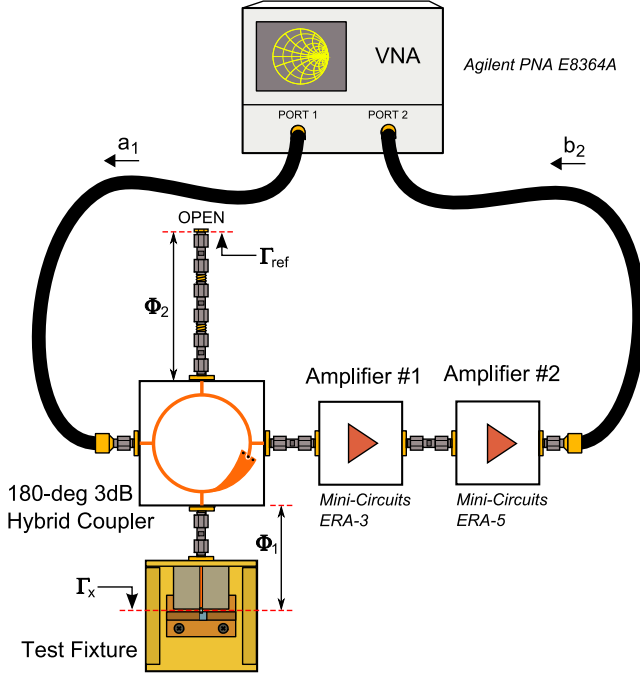 VNA
Agilent PNA E8364A
PORT 1
PORT 2
a1
b2
OPEN
Γref
Φ2
Amplifier #1
Amplifier #2
180-deg 3dB
Hybrid Coupler
Mini-Circuits
ERA-3
Mini-Circuits
ERA-5
Φ1
Γx
Test Fixture